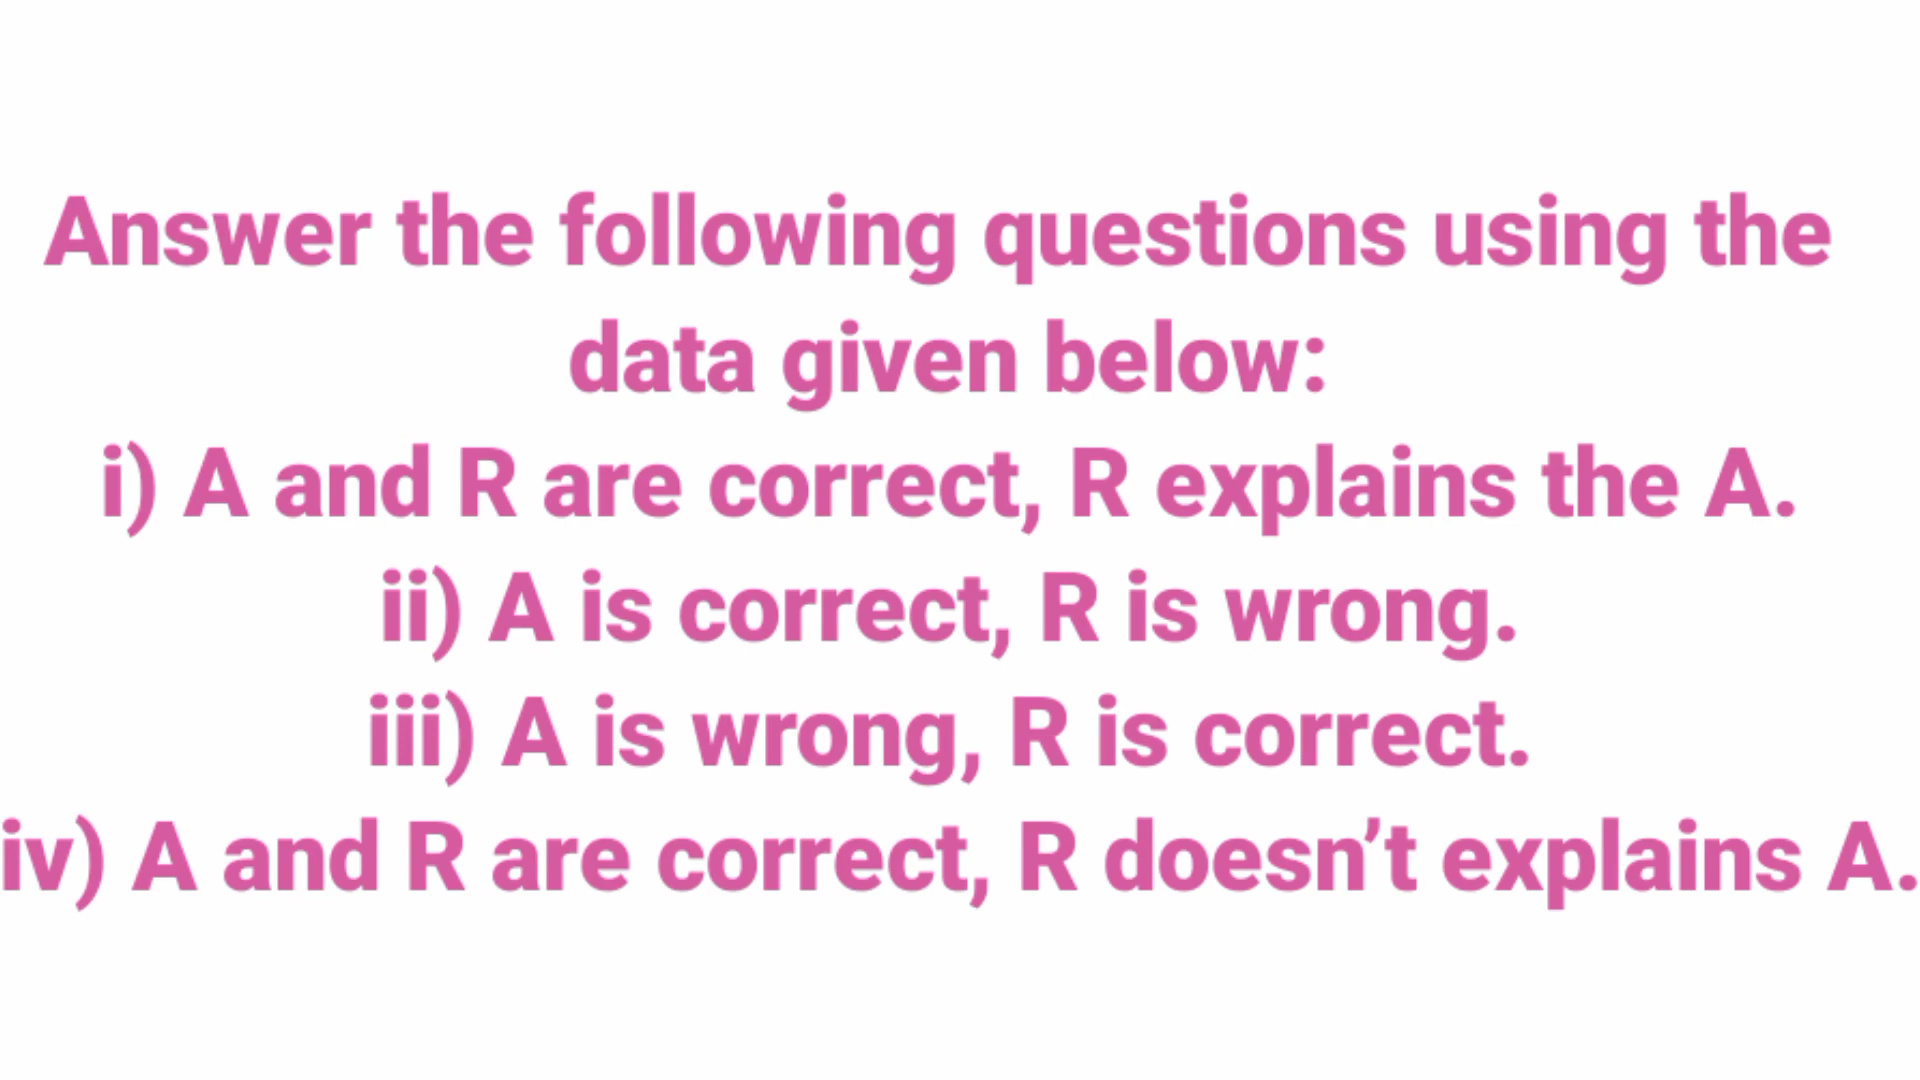 Answer the following questions using the
data given below:
i) A and R are correct, R explains the A.
ii) A is correct, R is wrong.
iii) A is wrong, R is correct.
iv) A and R are correct, R doesn’t explains A.